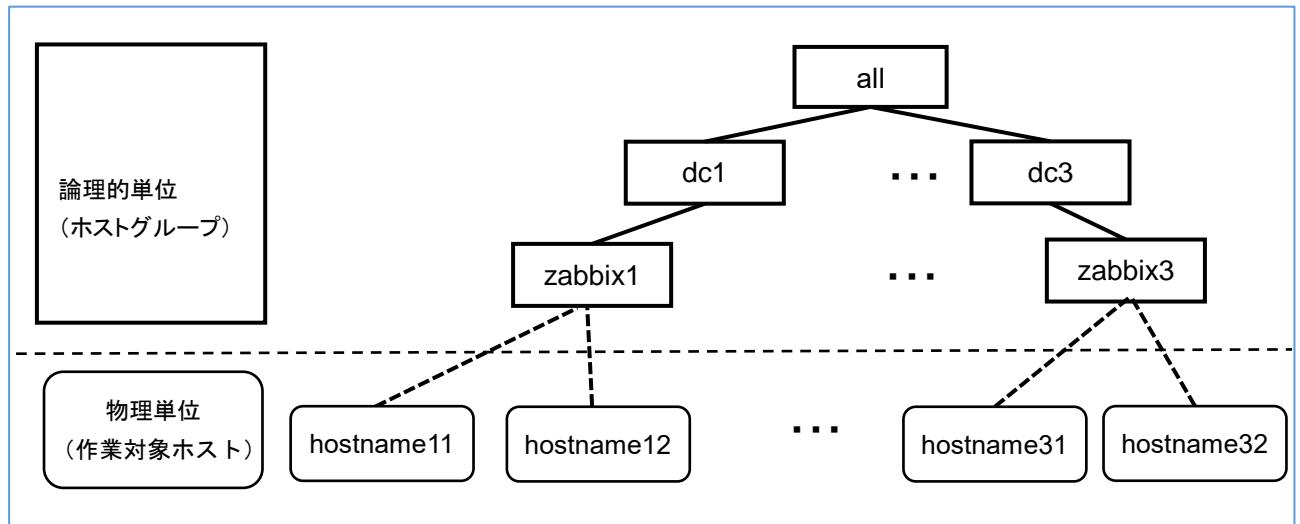 all
dc1
...
dc3
論理的単位
（ホストグループ）
zabbix1
...
zabbix3
物理単位
（作業対象ホスト）
hostname11
hostname12
...
hostname31
hostname32